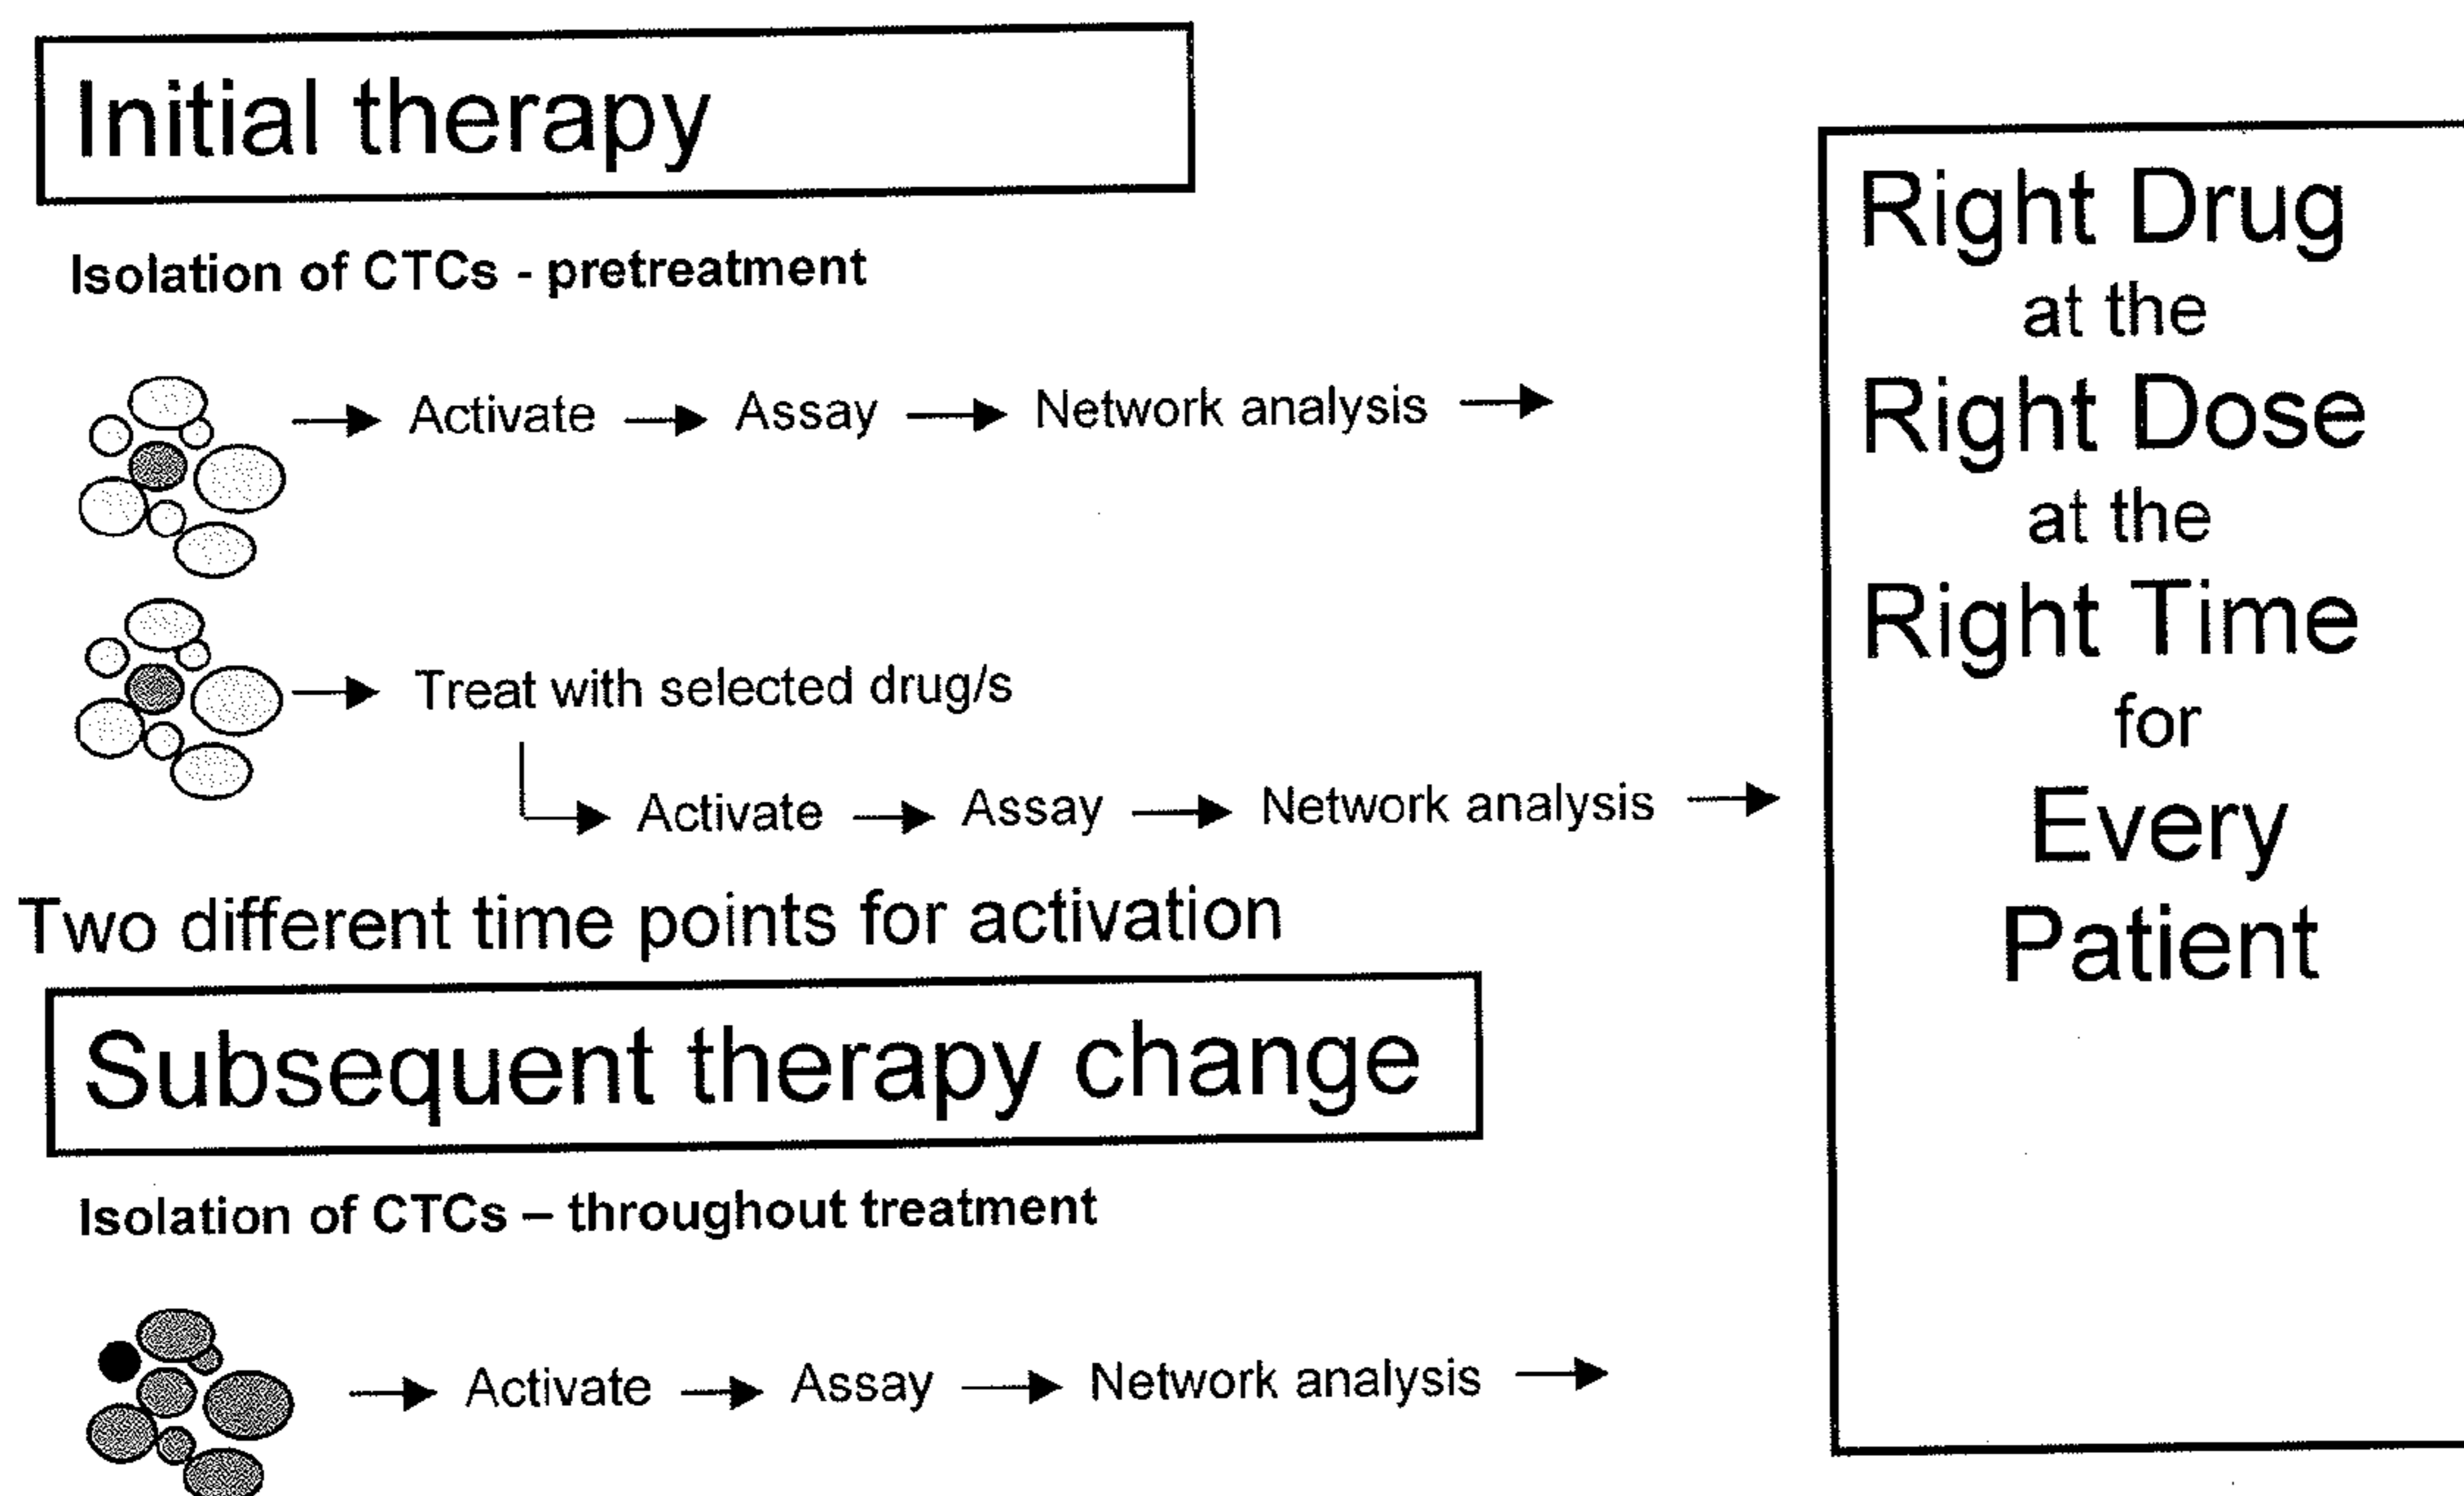 Initial therapy
Isolation of CTCs - pretreatment
Activate Assay Network analysis
Treat with selected drug/s
Activate Assay Network analysis
Two different time points for activation
Subsequent therapy change
Isolation of CTCs – throughout treatment
Activate Assay Network analysis
Right Drug
at the
Right Dose
at the
Right Time
for
Every
Patient